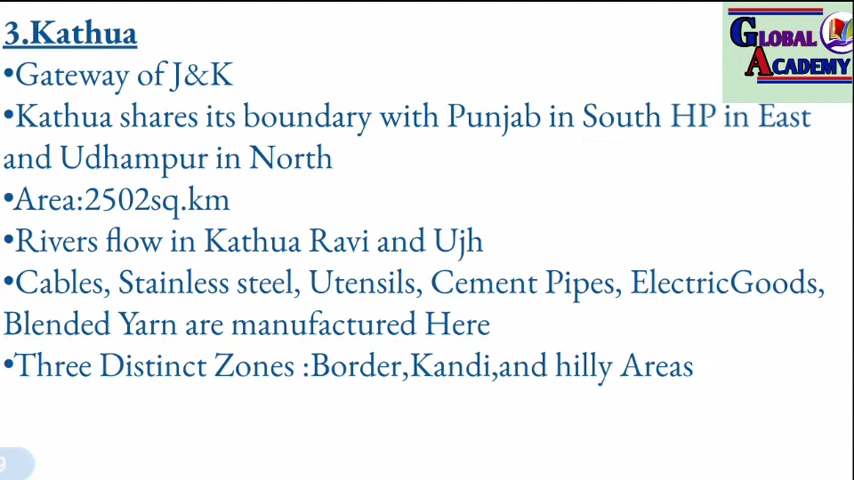 3.Kathua
GLOBAL
ACADEMY
•Gateway of J&K
•Kathua shares its boundary with Punjab in South HP in East
and Udhampur in North
•Area:2502sq.km
•Rivers flow in Kathua Ravi and Ujh
•Cables, Stainless steel, Utensils, Cement Pipes, ElectricGoods,
Blended Yarn are manufactured Here
•Three Distinct Zones :Border,Kandi,and hilly Areas
9